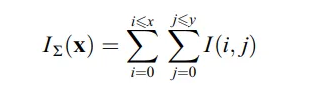 I_Σ(𝐱) = ∑_{i=0}^{i⩽x} ∑_{j=0}^{j⩽y} I(i, j)